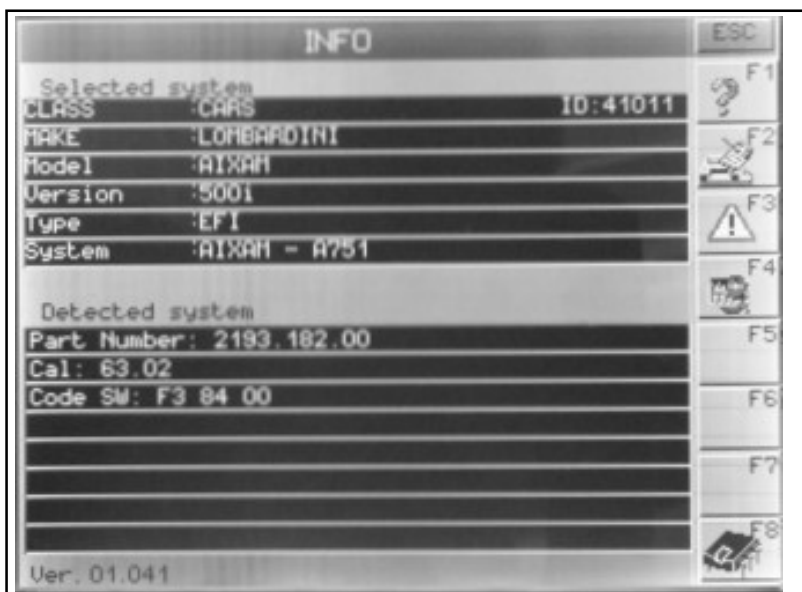 INFO
ESC
Selected system
CLASS :CARS ID:41011
MAKE :LOMBARDINI
Model :AIXAM
Version :500i
Type :EFI
System :AIXAM - A751
Detected system
Part Number: 2193.182.00
Cal: 63.02
Code SW: F3 84 00
Ver. 01.041
F1
F2
F3
F4
F5
F6
F7
F8